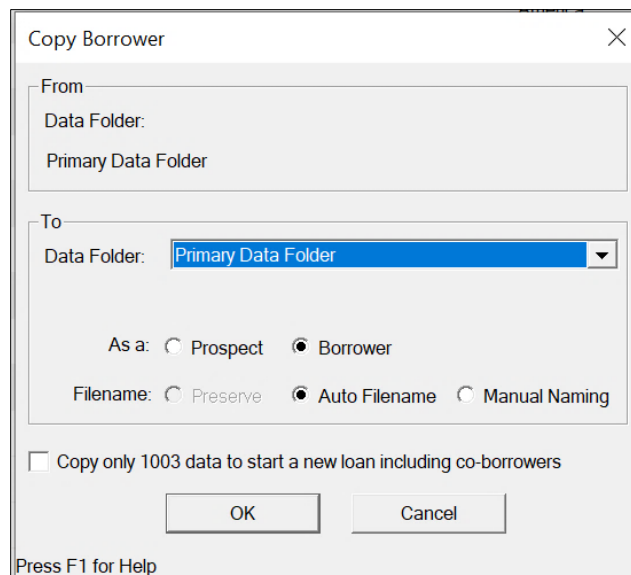 Copy Borrower
From
Data Folder:
Primary Data Folder
To
Data Folder: Primary Data Folder
As a: Prospect Borrower
Filename: Preserve Auto Filename Manual Naming
Copy only 1003 data to start a new loan including co-borrowers
OK Cancel
Press F1 for Help